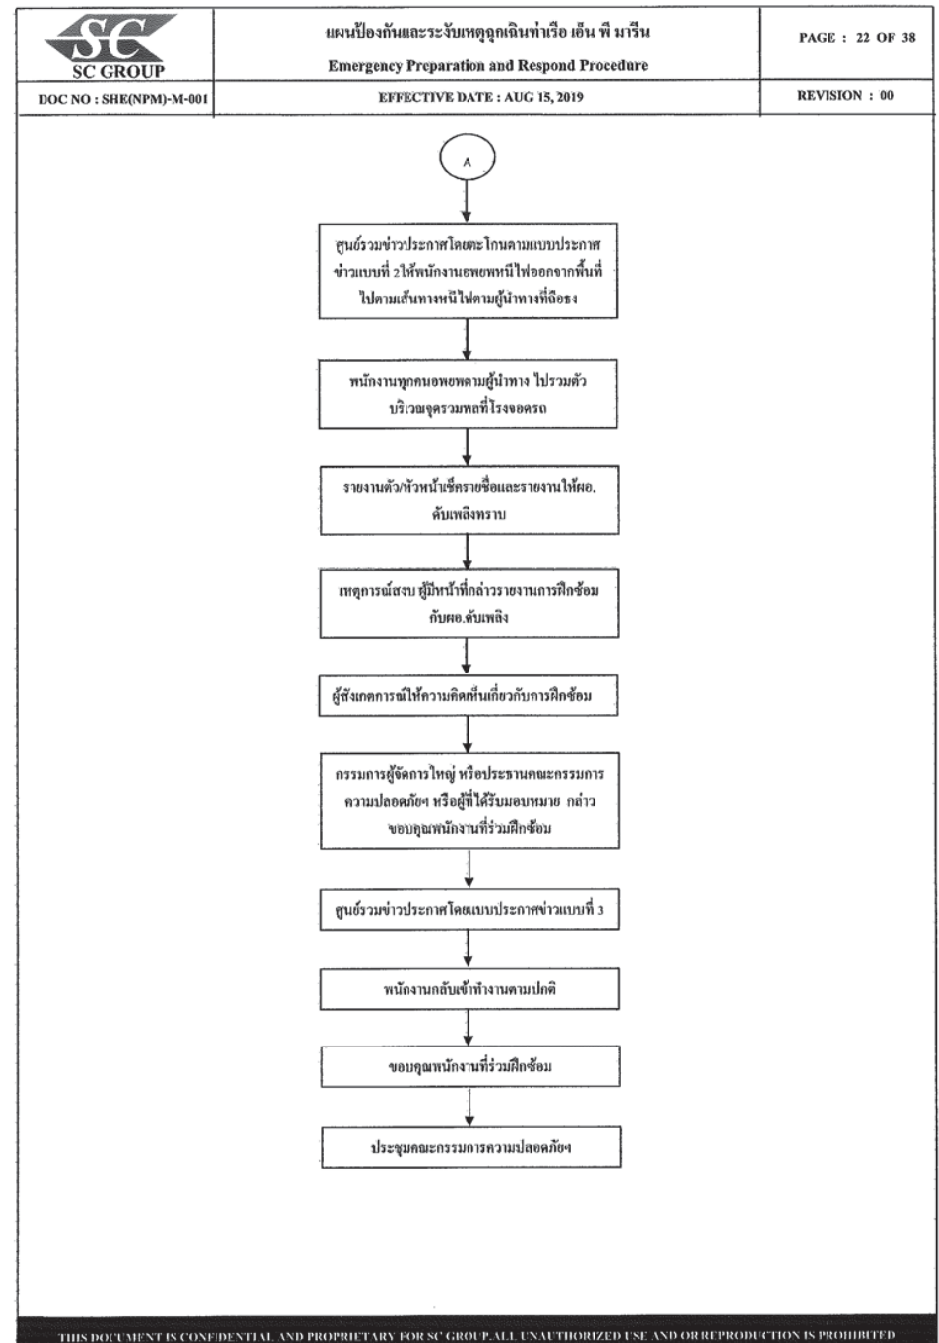 SC
SC GROUP
แผนป้องกันและระงับเหตุฉุกเฉินท่าเรือ เอ็น พี มารีน
Emergency Preparation and Respond Procedure
PAGE : 22 OF 38
DOC NO : SHE(NPM)-M-001
EFFECTIVE DATE : AUG 15, 2019
REVISION : 00
A
ศูนย์รวมข่าวประกาศโดยตะโกนตามแบบประกาศ
ข่าวแบบที่ 2ให้พนักงานอพยพหนีไฟออกจากพื้นที่
ไปตามเส้นทางหนีไฟตามผู้นำทางที่ถือธง
พนักงานทุกคนอพยพตามผู้นำทาง ไปรวมตัว
บริเวณจุดรวมพลที่โรงจอดรถ
รายงานตัว/หัวหน้าเช็ครายชื่อและรายงานให้ผอ.
ดับเพลิงทราบ
เหตุการณ์สงบ ผู้มีหน้าที่กล่าวรายงานการฝึกซ้อม
กับผอ.ดับเพลิง
ผู้สังเกตการณ์ให้ความคิดเห็นเกี่ยวกับการฝึกซ้อม
กรรมการผู้จัดการใหญ่ หรือประธานคณะกรรมการ
ความปลอดภัยฯ หรือผู้ที่ได้รับมอบหมาย กล่าว
ขอบคุณพนักงานที่ร่วมฝึกซ้อม
ศูนย์รวมข่าวประกาศโดยแบบประกาศข่าวแบบที่ 3
พนักงานกลับเข้าทำงานตามปกติ
ขอบคุณพนักงานที่ร่วมฝึกซ้อม
ประชุมคณะกรรมการความปลอดภัยฯ
THIS DOCUMENT IS CONFIDENTIAL AND PROPRIETARY FOR SC GROUP. ALL UNAUTHORIZED USE AND OR REPRODUCTION IS PROHIBITED